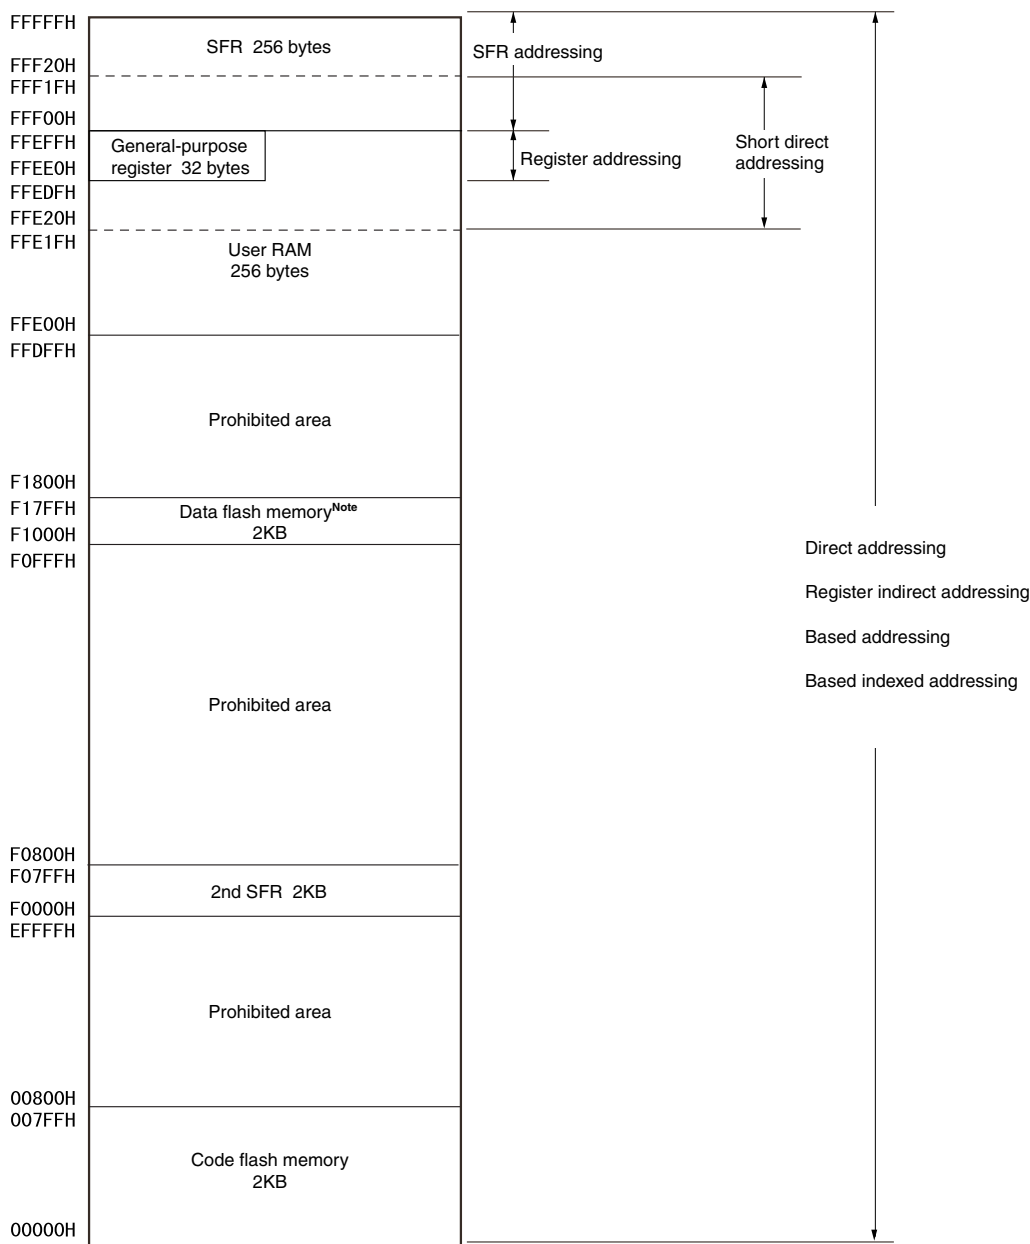 FFFFFH
SFR 256 bytes
SFR addressing
FFF20H
FFF1FH
FFF00H
FFEFFH
General-purpose
register 32 bytes
Register addressing
Short direct
addressing
FFEE0H
FFEDFH
FFE20H
FFE1FH
User RAM
256 bytes
FFE00H
FFDFFH
Prohibited area
F1800H
F17FFH
Data flash memoryNote
2KB
F1000H
F0FFFH
Direct addressing
Register indirect addressing
Based addressing
Based indexed addressing
Prohibited area
F0800H
F07FFH
2nd SFR 2KB
F0000H
EFFFFH
Prohibited area
00800H
007FFH
Code flash memory
2KB
00000H